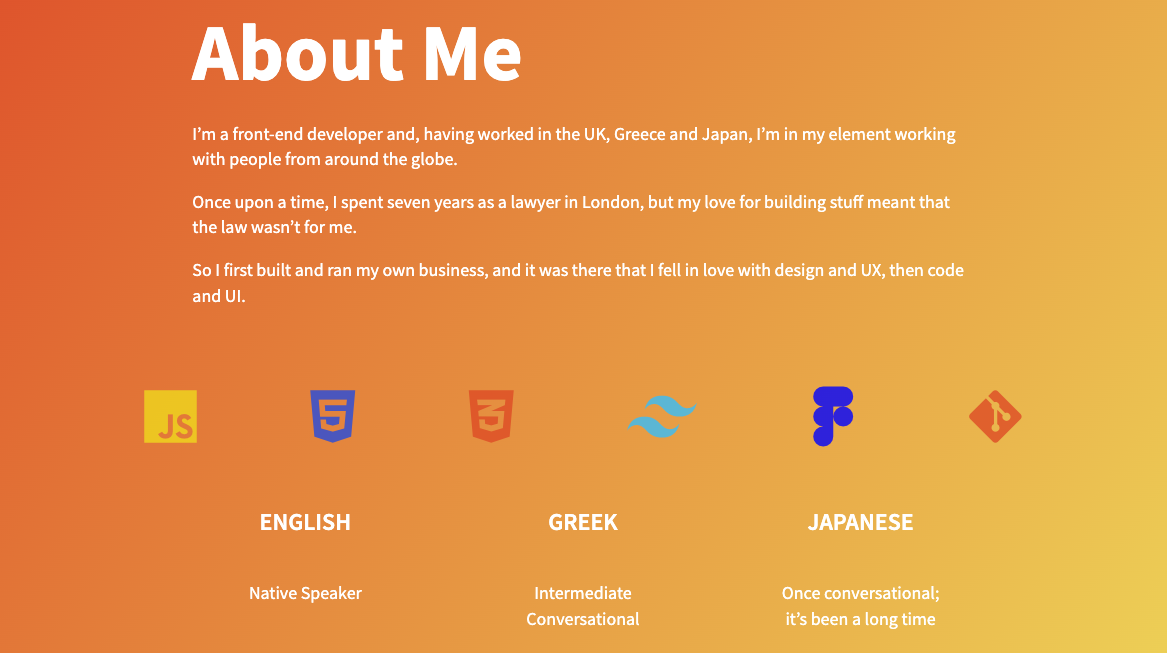 About Me
I’m a front-end developer and, having worked in the UK, Greece and Japan, I’m in my element working
with people from around the globe.
Once upon a time, I spent seven years as a lawyer in London, but my love for building stuff meant that
the law wasn’t for me.
So I first built and ran my own business, and it was there that I fell in love with design and UX, then code
and UI.
JS 5 3
ENGLISH GREEK JAPANESE
Native Speaker Intermediate Once conversational;
Conversational it’s been a long time